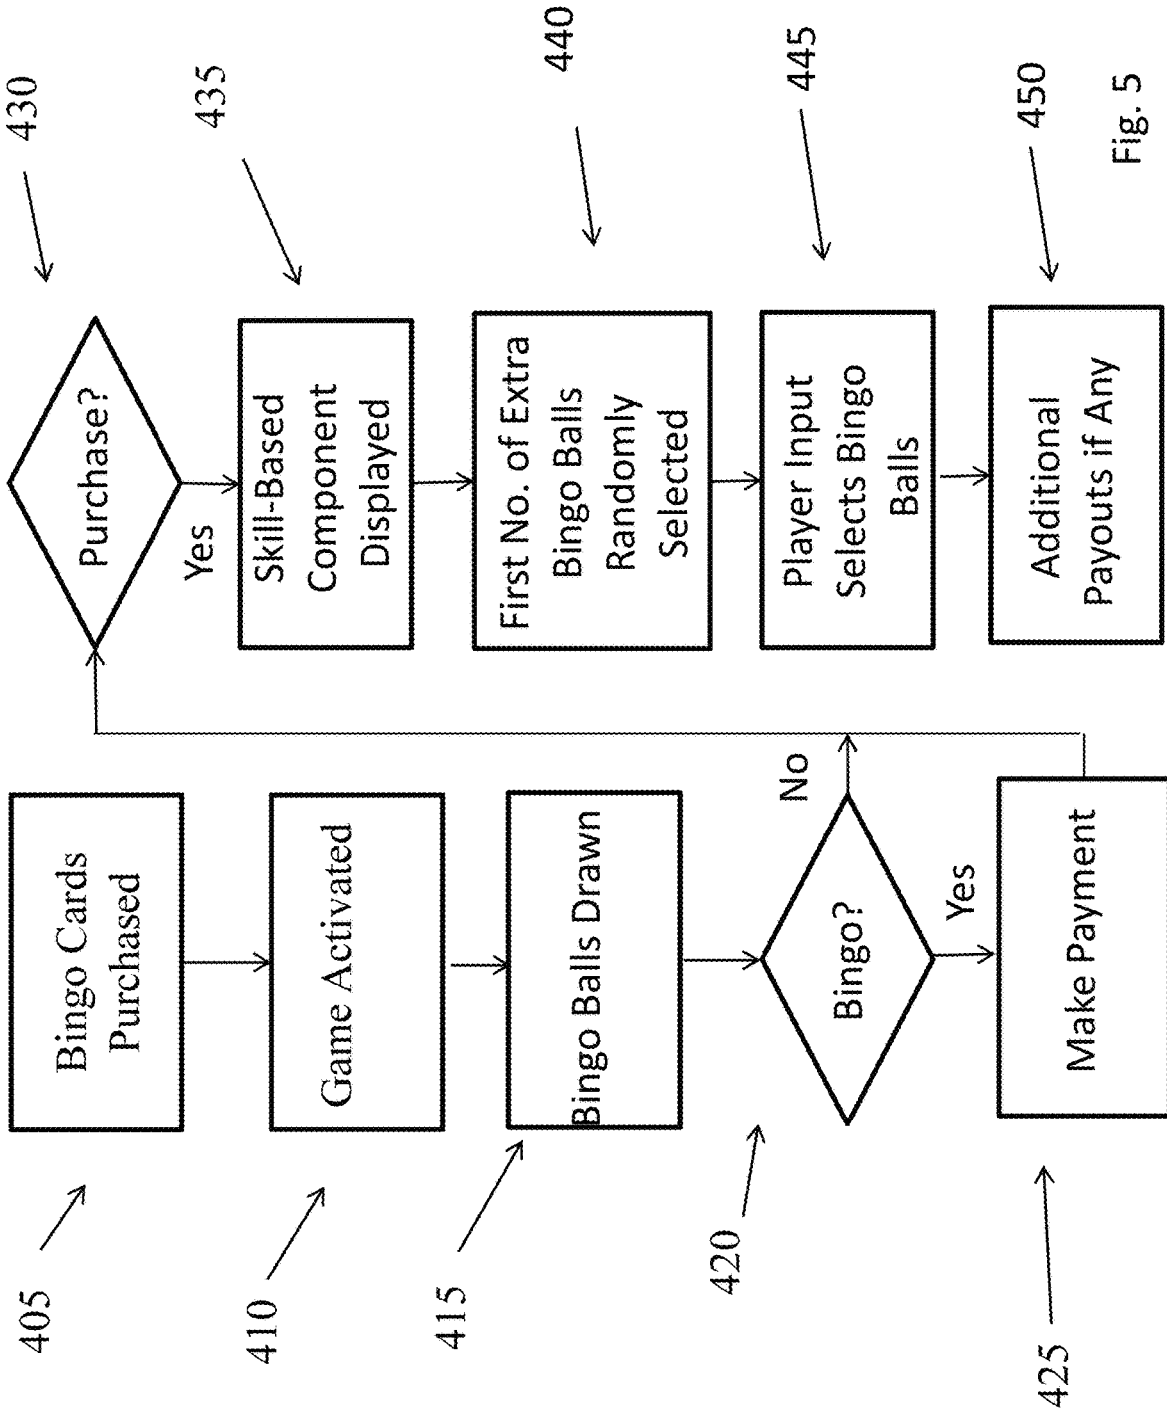 405
Bingo Cards
Purchased
410
Game Activated
415
Bingo Balls Drawn
420
Bingo?
No
Yes
425
Make Payment
430
Purchase?
Yes
435
Skill-Based
Component
Displayed
440
First No. of Extra
Bingo Balls
Randomly
Selected
445
Player Input
Selects Bingo
Balls
450
Additional
Payouts if Any
Fig. 5